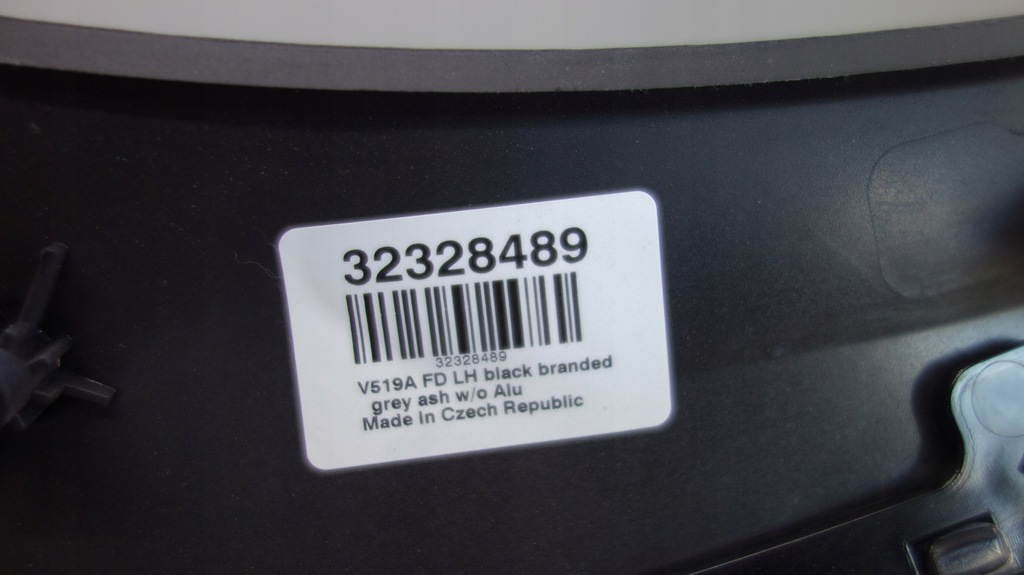 32328489
32328489
V519A FD LH black branded
grey ash w/o Alu
Made In Czech Republic